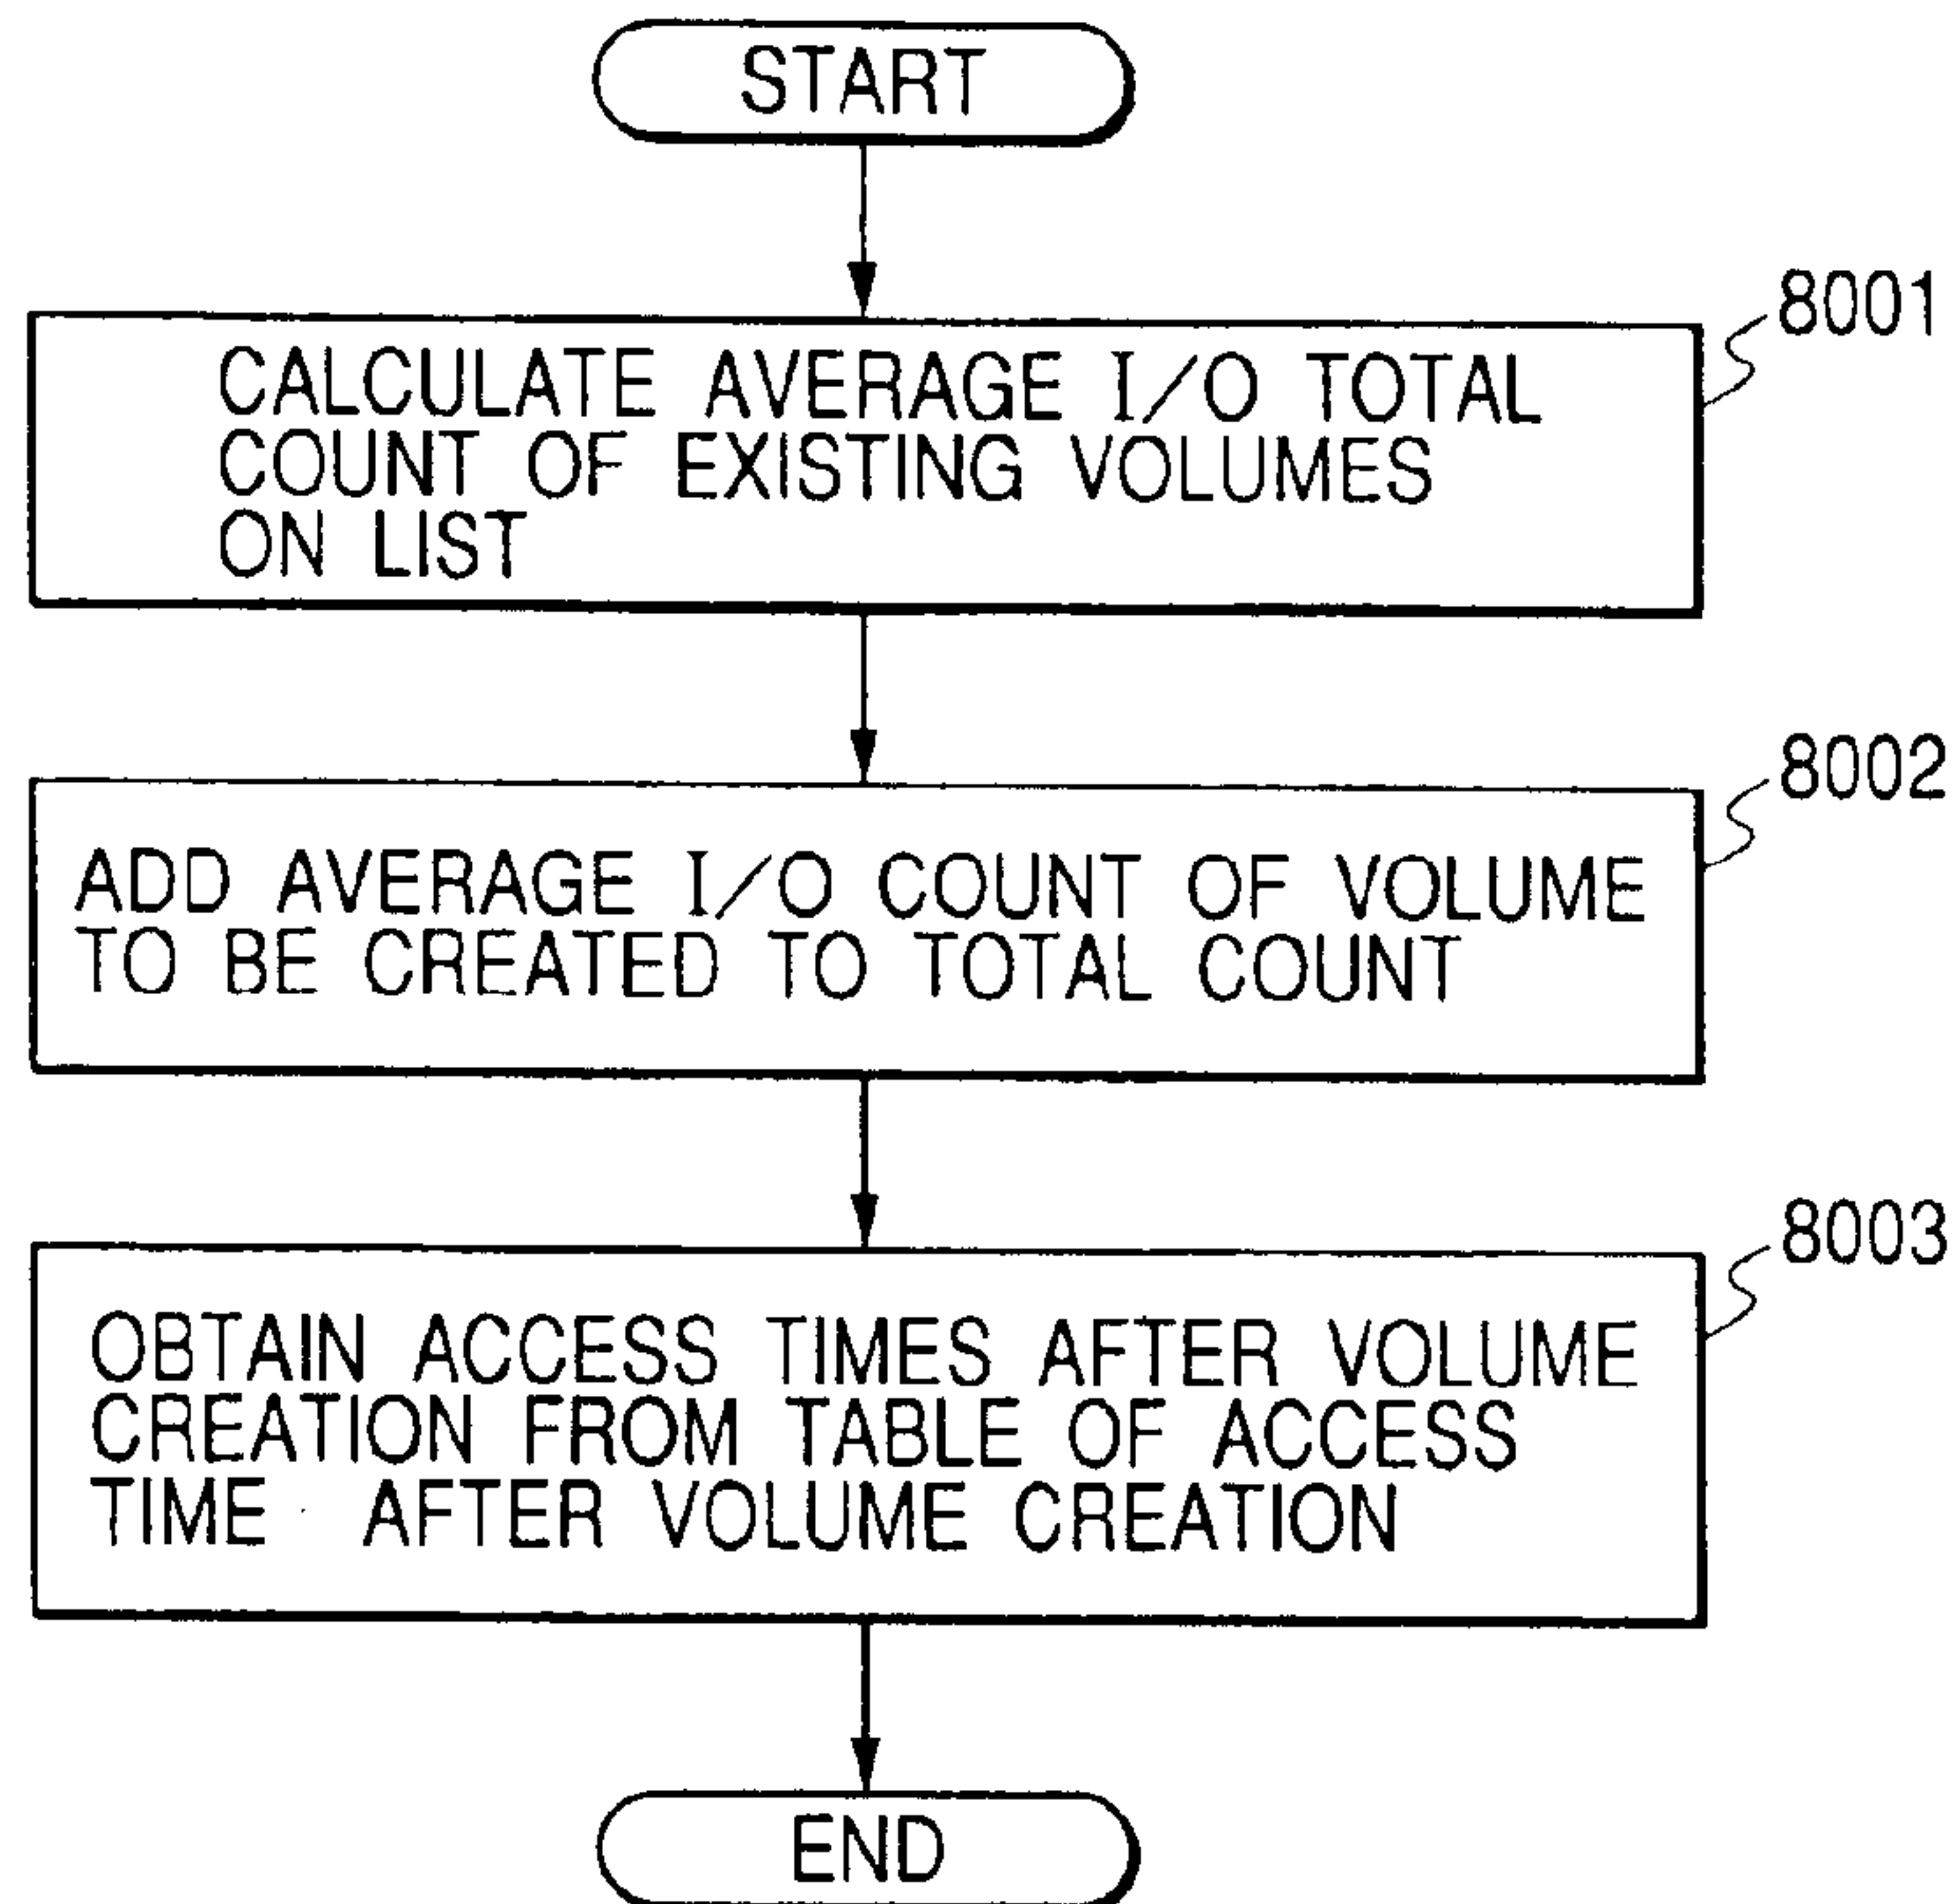 START
8001
CALCULATE AVERAGE I/O TOTAL
COUNT OF EXISTING VOLUMES
ON LIST
8002
ADD AVERAGE I/O COUNT OF VOLUME
TO BE CREATED TO TOTAL COUNT
8003
OBTAIN ACCESS TIMES AFTER VOLUME
CREATION FROM TABLE OF ACCESS
TIME AFTER VOLUME CREATION
END